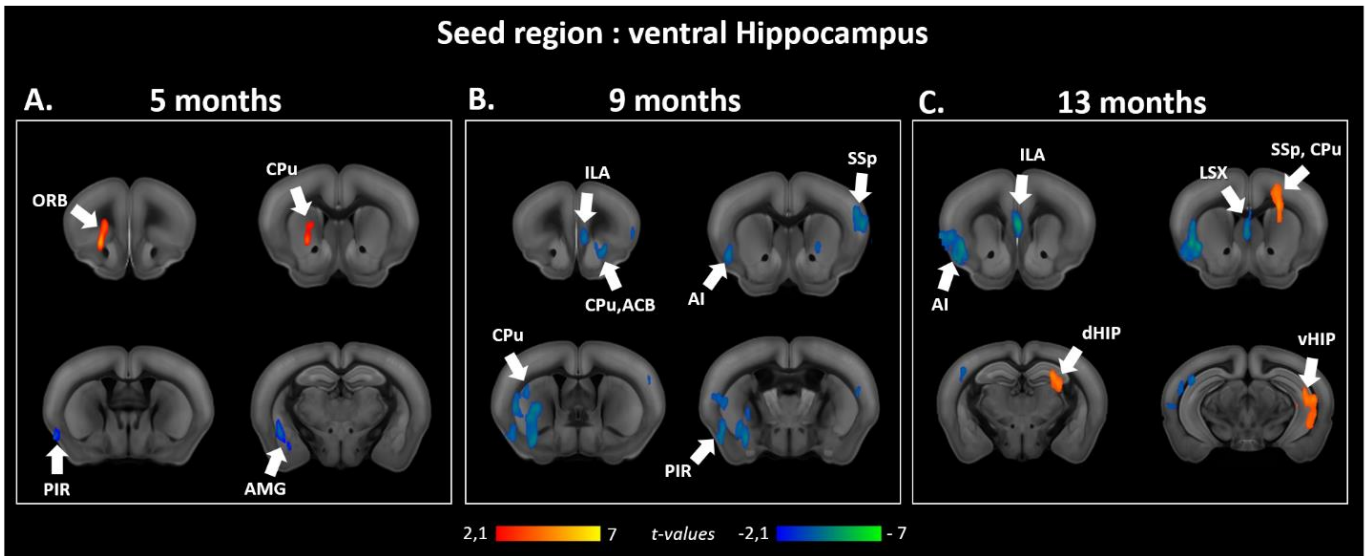 Seed region : ventral Hippocampus
A. 5 months
ORB
CPu
PIR
AMG
B. 9 months
ILA
SSp
CPu,ACB
AI
CPu
PIR
C. 13 months
ILA
SSp, CPu
LSX
AI
dHIP
vHIP
2,1 7 t-values -2,1 - 7